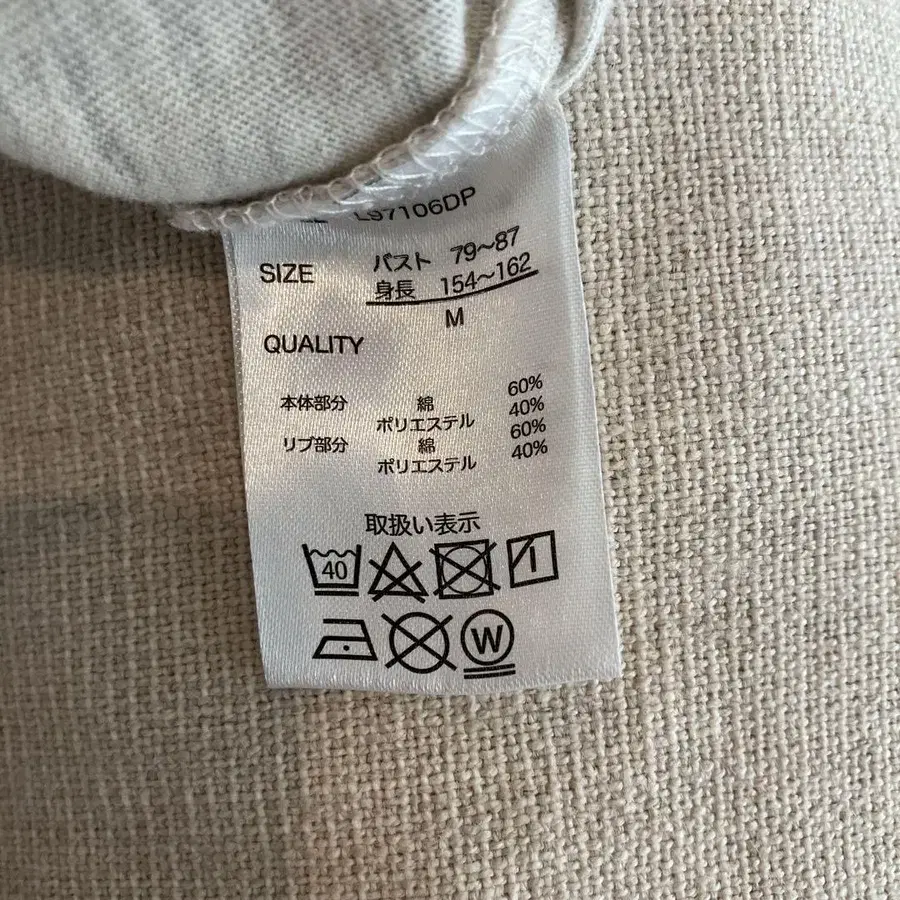 L97106DP
SIZE バスト 79〜87
身長 154〜162
M
QUALITY
本体部分 綿 60%
ポリエステル 40%
リブ部分 綿 60%
ポリエステル 40%
取扱い表示
40
W